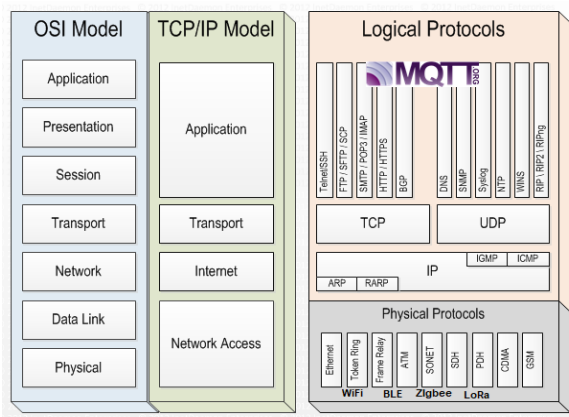 OSI Model
Application
Presentation
Session
Transport
Network
Data Link
Physical
TCP/IP Model
Application
Transport
Internet
Network Access
Logical Protocols
MQTT.ORG
Telnet/SSH
FTP / SFTP / SCP
SMTP / POP3 / IMAP
HTTP / HTTPS
BGP
DNS
SNMP
Syslog
NTP
WINS
RIP \ RIP2 \ RIPng
TCP
UDP
IP
IGMP
ICMP
ARP
RARP
Physical Protocols
Ethernet
Token Ring
Frame Relay
ATM
SONET
SDH
PDH
CDMA
GSM
WiFi
BLE
ZIgbee
LoRa